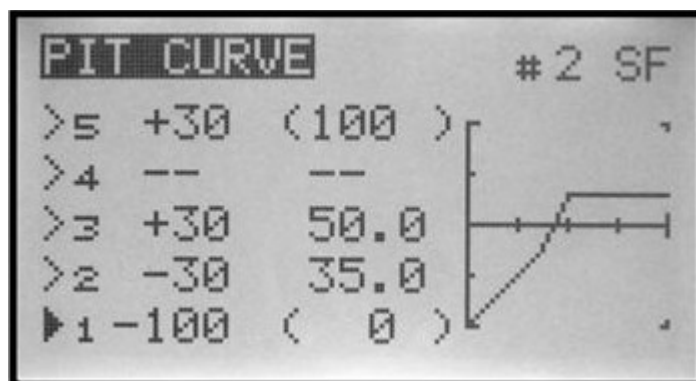 PIT CURVE #2 SF
>5 +30 (100 )
>4 -- --
>3 +30 50.0
>2 -30 35.0
▶1 -100 ( 0 )